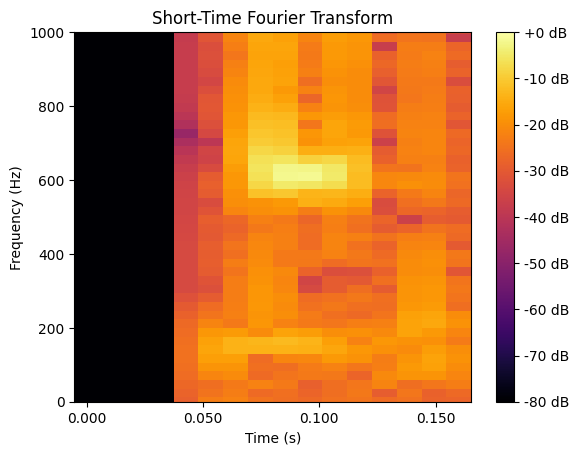 Short-Time Fourier Transform
1000
800
600
400
200
0
Frequency (Hz)
0.000
0.050
0.100
0.150
Time (s)
+0 dB
-10 dB
-20 dB
-30 dB
-40 dB
-50 dB
-60 dB
-70 dB
-80 dB